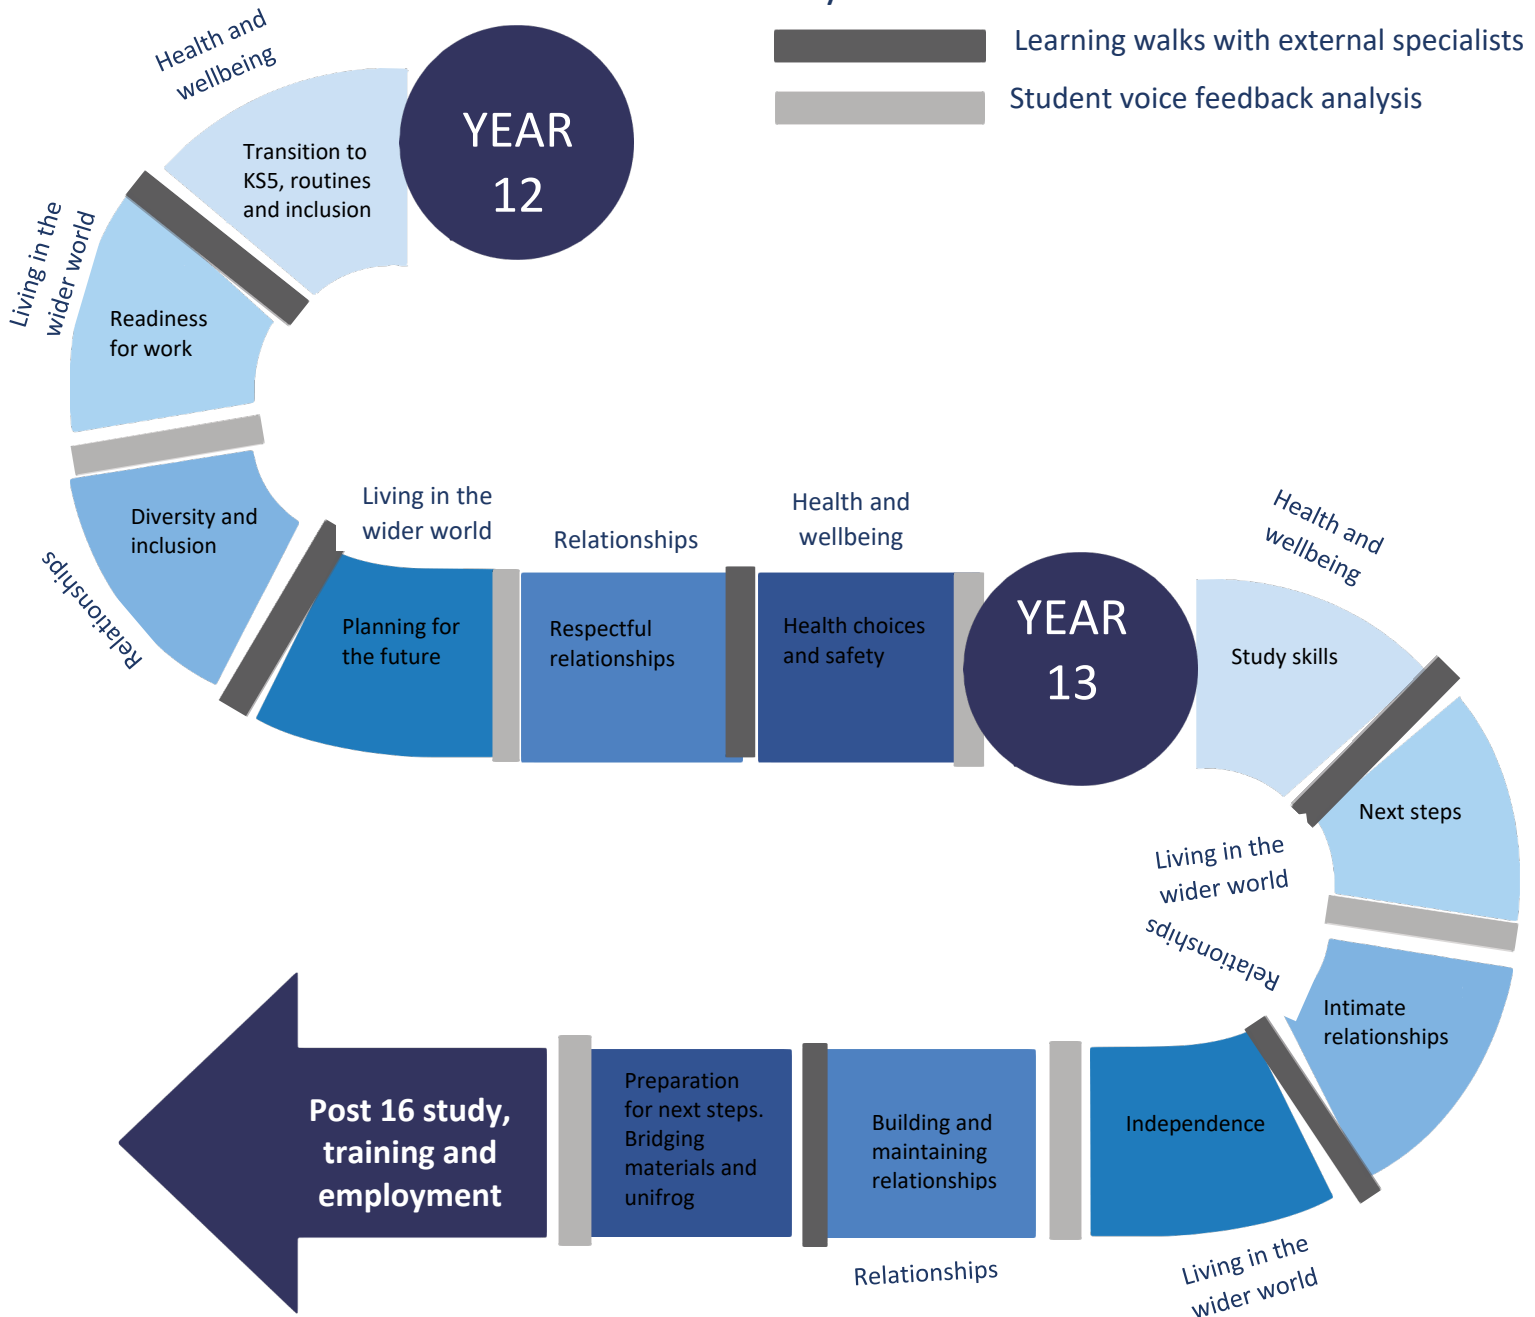 Learning walks with external specialists
Student voice feedback analysis
YEAR
12
Health and
wellbeing
Transition to
KS5, routines
and inclusion
Living in the
wider world
Readiness
for work
Relationships
Diversity and
inclusion
Living in the
wider world
Planning for
the future
Relationships
Respectful
relationships
Health and
wellbeing
Health choices
and safety
YEAR
13
Health and
wellbeing
Study skills
Living in the
wider world
Next steps
Relationships
Intimate
relationships
Living in the
wider world
Independence
Relationships
Building and
maintaining
relationships
Preparation
for next steps.
Bridging
materials and
unifrog
Post 16 study,
training and
employment